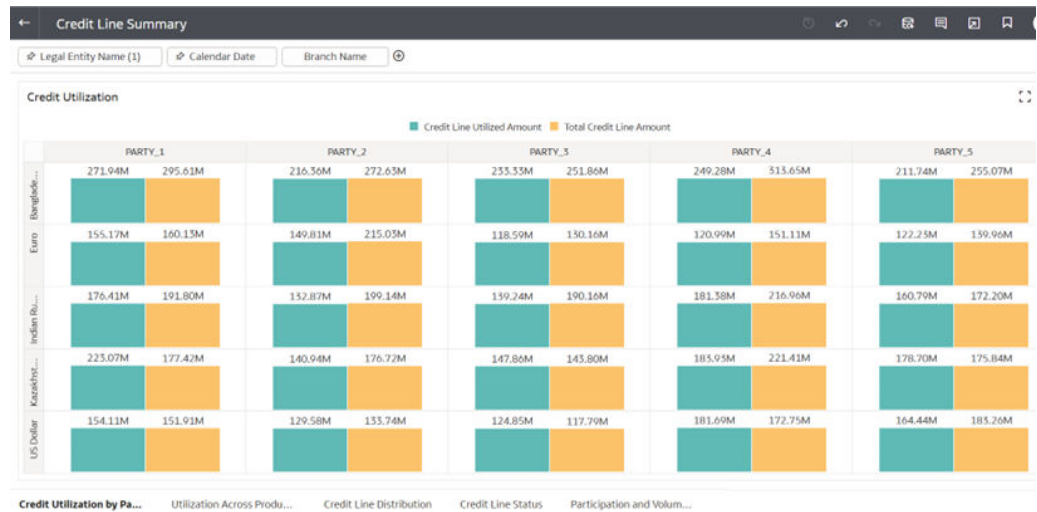 Credit Line Summary
Legal Entity Name (1) Calendar Date Branch Name
Credit Utilization
Credit Line Utilized Amount Total Credit Line Amount
PARTY_1 PARTY_2 PARTY_3 PARTY_4 PARTY_5
Banglade...
271.94M 295.61M 216.36M 272.63M 233.33M 251.86M 249.28M 313.65M 211.74M 255.07M
Euro
155.17M 160.13M 149.81M 215.03M 118.59M 130.16M 120.99M 151.11M 122.23M 139.96M
Indian Ru...
176.41M 191.80M 132.87M 199.14M 139.24M 190.16M 181.38M 216.96M 160.79M 172.20M
Kazakhst...
223.07M 177.42M 140.94M 176.72M 147.86M 143.80M 183.93M 221.41M 178.70M 175.84M
US Dollar
154.11M 151.91M 129.58M 133.74M 124.85M 117.79M 181.69M 172.75M 164.44M 183.26M
Credit Utilization by Pa... Utilization Across Produ... Credit Line Distribution Credit Line Status Participation and Volum...